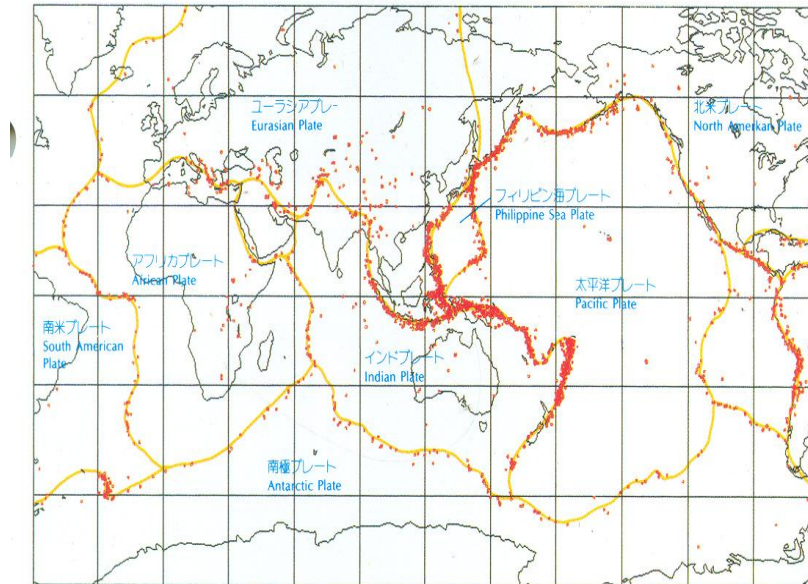 ユーラシアプレー
Eurasian Plate
北米プレート
North Amerkan Plate
フィリピン海プレート
Philippine Sea Plate
アフリカプレート
African Plate
太平洋プレート
Pacific Plate
南米プレート
South American
Plate
インドプレート
Indian Plate
南極プレート
Antarctic Plate